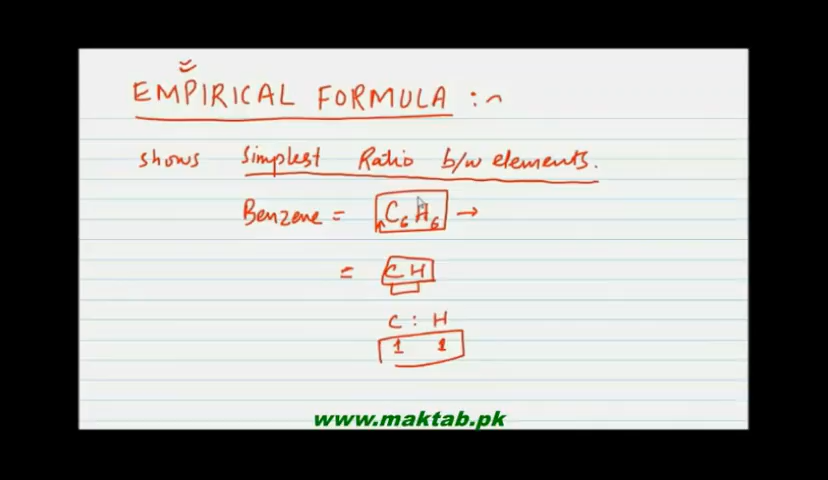 EMPIRICAL FORMULA :~
shows Simplest Ratio b/w elements.
Benzene = C₆H₆ →
= CH
C : H
1 1
www.maktab.pk